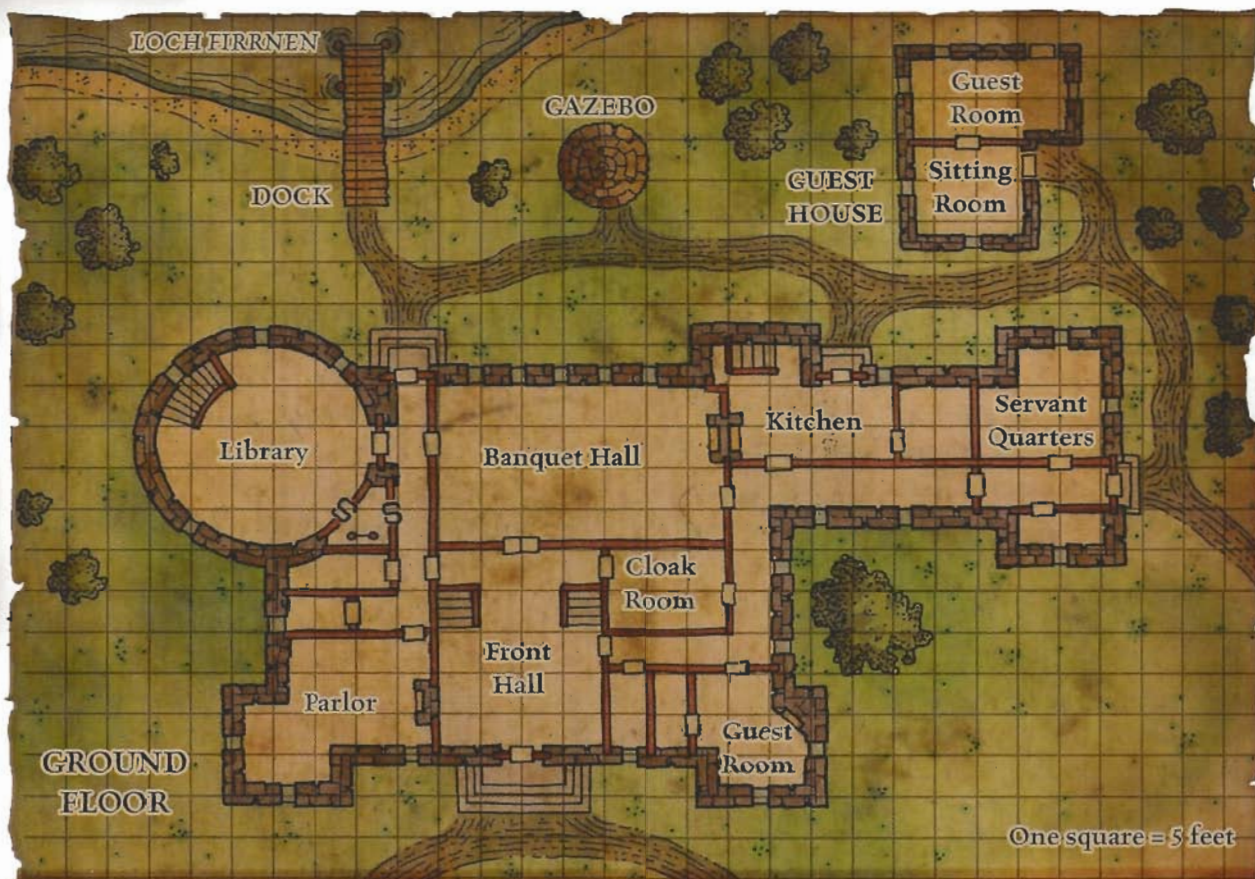 LOCH FIRRNEN
GAZEBO
DOCK
Guest
Room
GUEST
HOUSE
Sitting
Room
Library
Banquet Hall
Kitchen
Servant
Quarters
S
S
Cloak
Room
Front
Hall
Parlor
Guest
Room
GROUND
FLOOR
One square = 5 feet